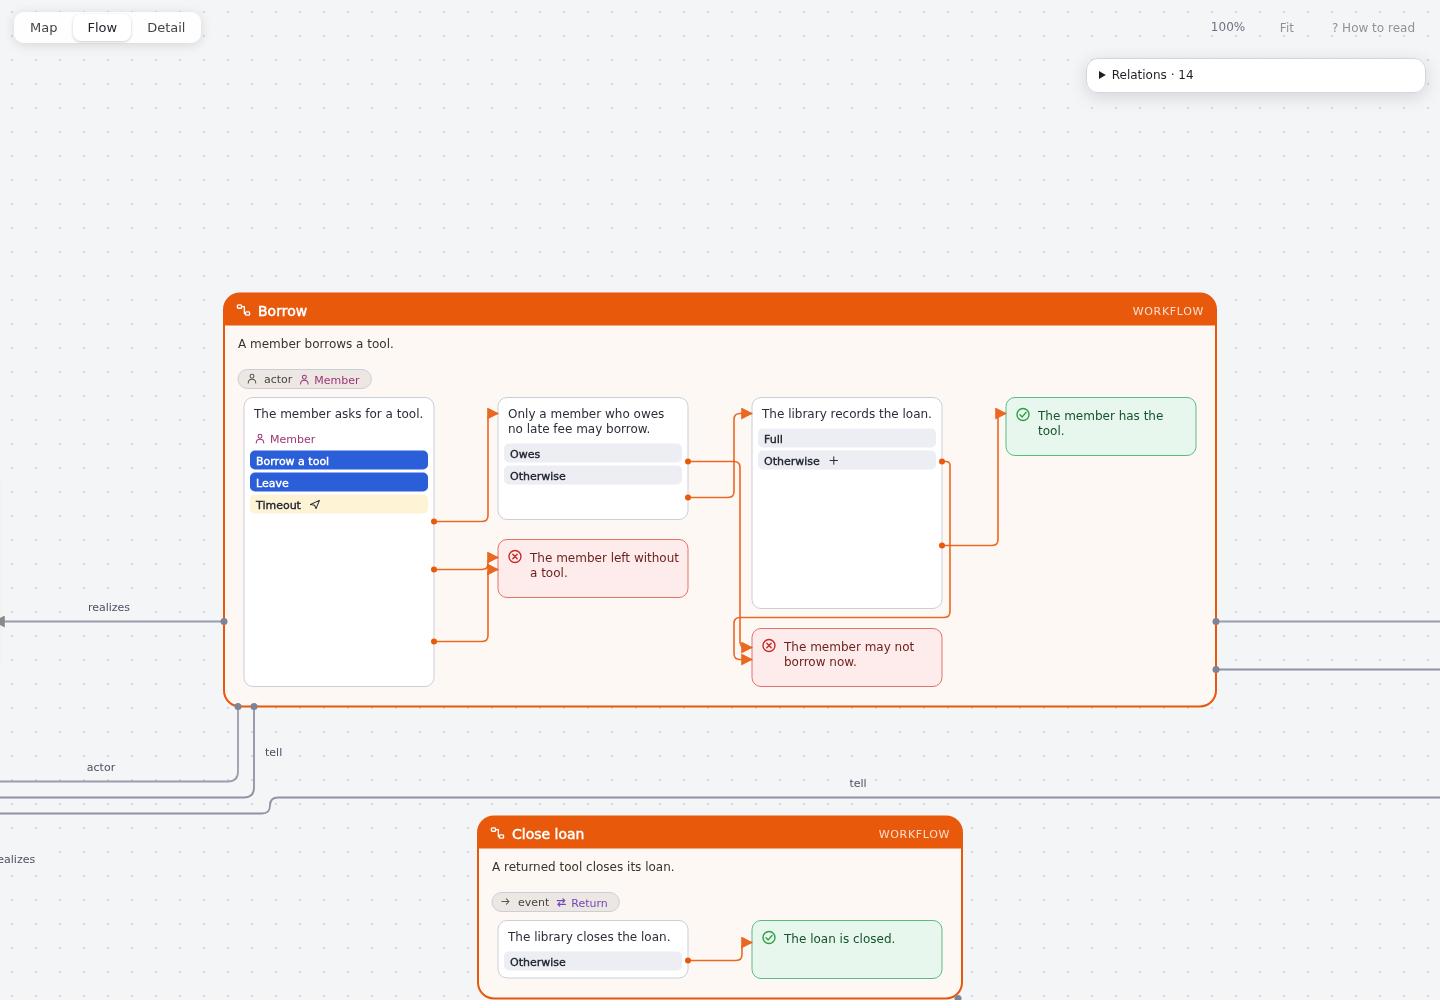 Map
Flow
Detail
100%
Fit
? How to read
Relations · 14
Borrow
WORKFLOW
A member borrows a tool.
actor Member
The member asks for a tool.
Member
Borrow a tool
Leave
Timeout
Only a member who owes
no late fee may borrow.
Owes
Otherwise
The member left without
a tool.
The library records the loan.
Full
Otherwise +
The member may not
borrow now.
The member has the
tool.
realizes
tell
actor
tell
ealizes
Close loan
WORKFLOW
A returned tool closes its loan.
event Return
The library closes the loan.
Otherwise
The loan is closed.